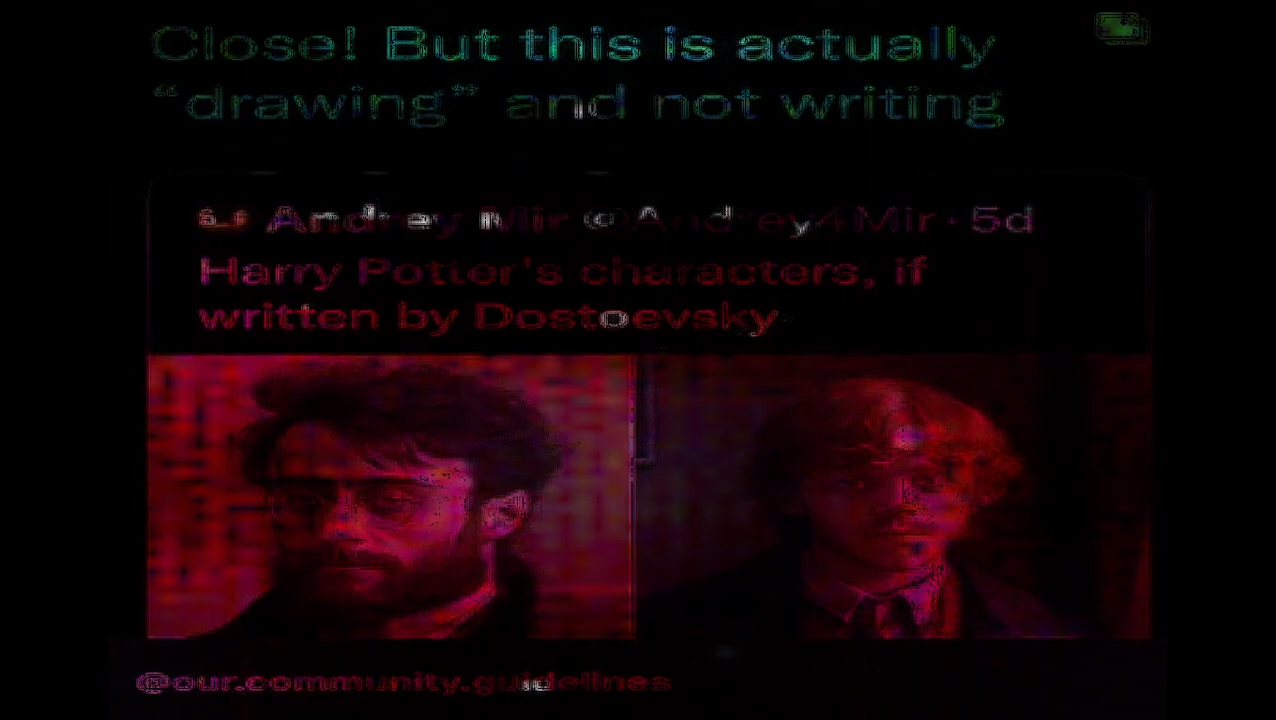 Close! But this is actually
“drawing” and not writing
Andrey Mir @Andrey4Mir · 5d
Harry Potter's characters, if
written by Dostoevsky
@our.community.guidelines